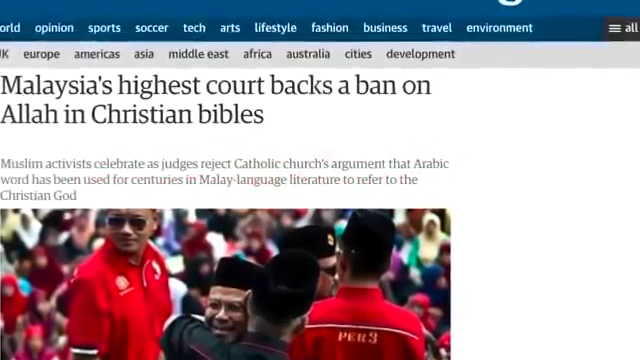 orld opinion sports soccer tech arts lifestyle fashion business travel environment all
UK europe americas asia middle east africa australia cities development
Malaysia's highest court backs a ban on
Allah in Christian bibles
Muslim activists celebrate as judges reject Catholic church's argument that Arabic
word has been used for centuries in Malay-language literature to refer to the
Christian God
PER3